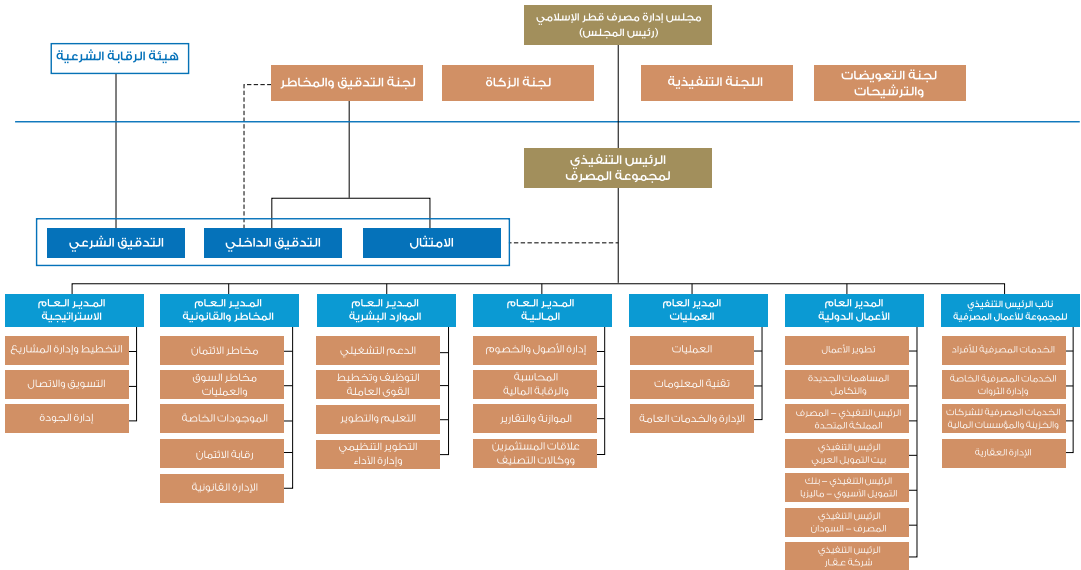 مجلس إدارة مصرف قطر الإسلامي
(رئيس المجلس)
هيئة الرقابة الشرعية
لجنة التعويضات
والترشيحات
اللجنة التنفيذية
لجنة الزكاة
لجنة التدقيق والمخاطر
الرئيس التنفيذي
لمجموعة المصرف
الامتثال
التدقيق الداخلي
التدقيق الشرعي
نائب الرئيس التنفيذي
للمجموعة للأعمال المصرفية
الخدمات المصرفية للأفراد
الخدمات المصرفية الخاصة
وإدارة الثروات
الخدمات المصرفية للشركات
والخزينة والمؤسسات المالية
الإدارة العقارية
المدير العام
الأعمال الدولية
تطوير الأعمال
المساهمات الجديدة
والتكامل
الرئيس التنفيذي – المصرف
المملكة المتحدة
الرئيس التنفيذي
بيت التمويل العربي
الرئيس التنفيذي – بنك
التمويل الآسيوي – ماليزيا
الرئيس التنفيذي
المصرف – السودان
الرئيس التنفيذي
شركة عقار
المدير العام
العمليات
العمليات
تقنية المعلومات
الإدارة والخدمات العامة
المدير العام
المالية
إدارة الأصول والخصوم
المحاسبة
والرقابة المالية
الموازنة والتقارير
علاقات المستثمرين
ووكالات التصنيف
المدير العام
الموارد البشرية
الدعم التشغيلي
التوظيف وتخطيط
القوى العاملة
التعليم والتطوير
التطوير التنظيمي
وإدارة الأداء
المدير العام
المخاطر والقانونية
مخاطر الائتمان
مخاطر السوق
والعمليات
الموجودات الخاصة
رقابة الائتمان
الإدارة القانونية
المدير العام
الاستراتيجية
التخطيط وإدارة المشاريع
التسويق والاتصال
إدارة الجودة